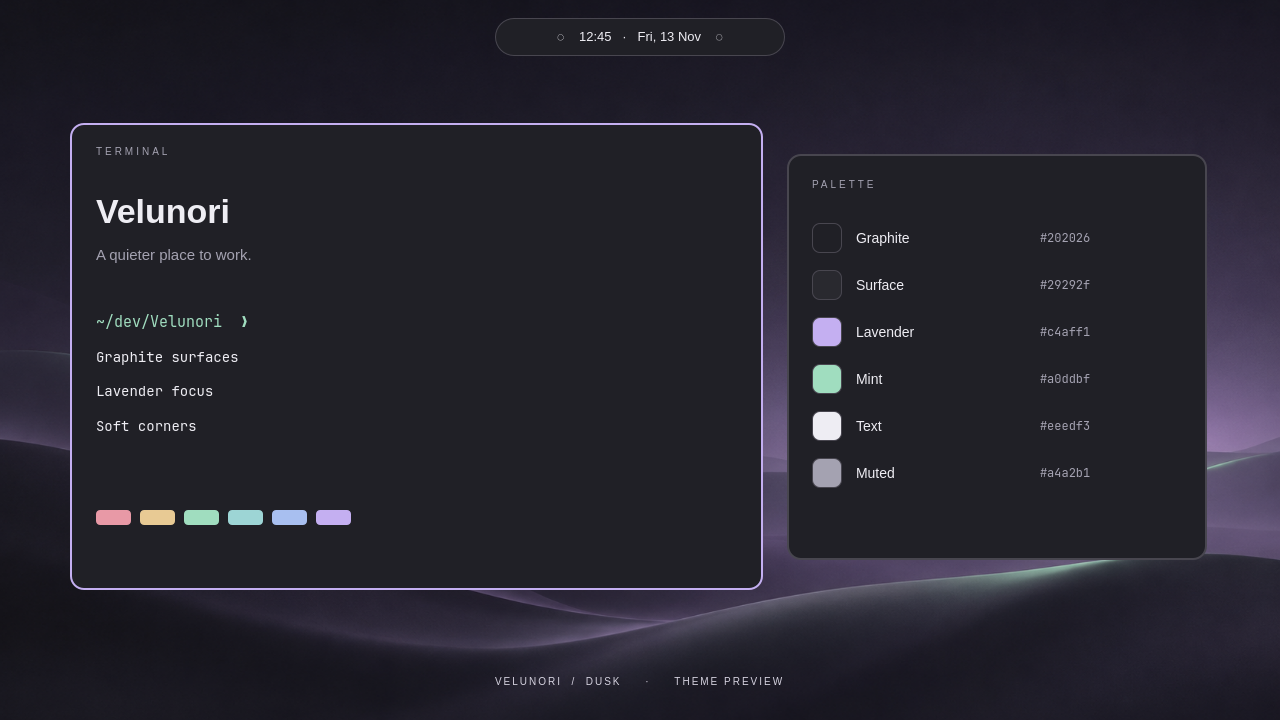 12:45 · Fri, 13 Nov
TERMINAL
Velunori
A quieter place to work.
~/dev/Velunori ❯
Graphite surfaces
Lavender focus
Soft corners
PALETTE
Graphite #202026
Surface #29292f
Lavender #c4aff1
Mint #a0ddbf
Text #eeedf3
Muted #a4a2b1
VELUNORI / DUSK · THEME PREVIEW